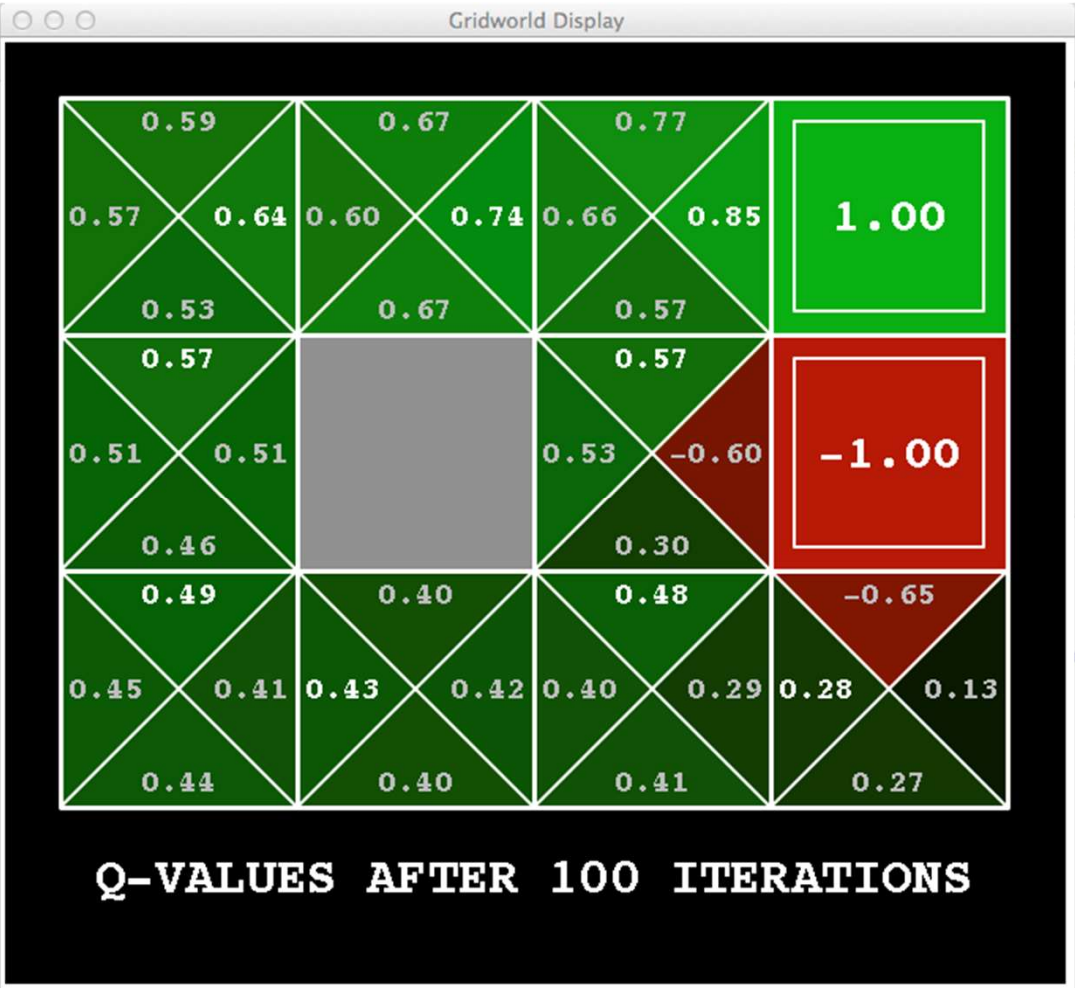 Gridworld Display
0.59 0.67 0.77
0.57 0.64 0.60 0.74 0.66 0.85 1.00
0.53 0.67 0.57
0.57 0.57
0.51 0.51 0.53 -0.60 -1.00
0.46 0.30
0.49 0.40 0.48 -0.65
0.45 0.41 0.43 0.42 0.40 0.29 0.28 0.13
0.44 0.40 0.41 0.27
Q-VALUES AFTER 100 ITERATIONS